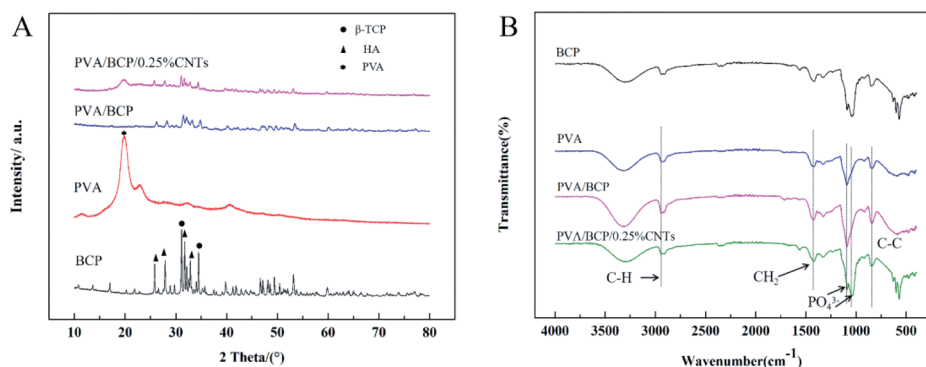 A
● β-TCP
▲ HA
* PVA
PVA/BCP/0.25%CNTs
PVA/BCP
PVA
BCP
Intensity/ a.u.
10 20 30 40 50 60 70 80
2 Theta/(°)
B
BCP
PVA
PVA/BCP
PVA/BCP/0.25%CNTs
C-C
C-H
CH₂
PO₄³⁻
Transmittance(%)
4000 3500 3000 2500 2000 1500 1000 500
Wavenumber(cm⁻¹)